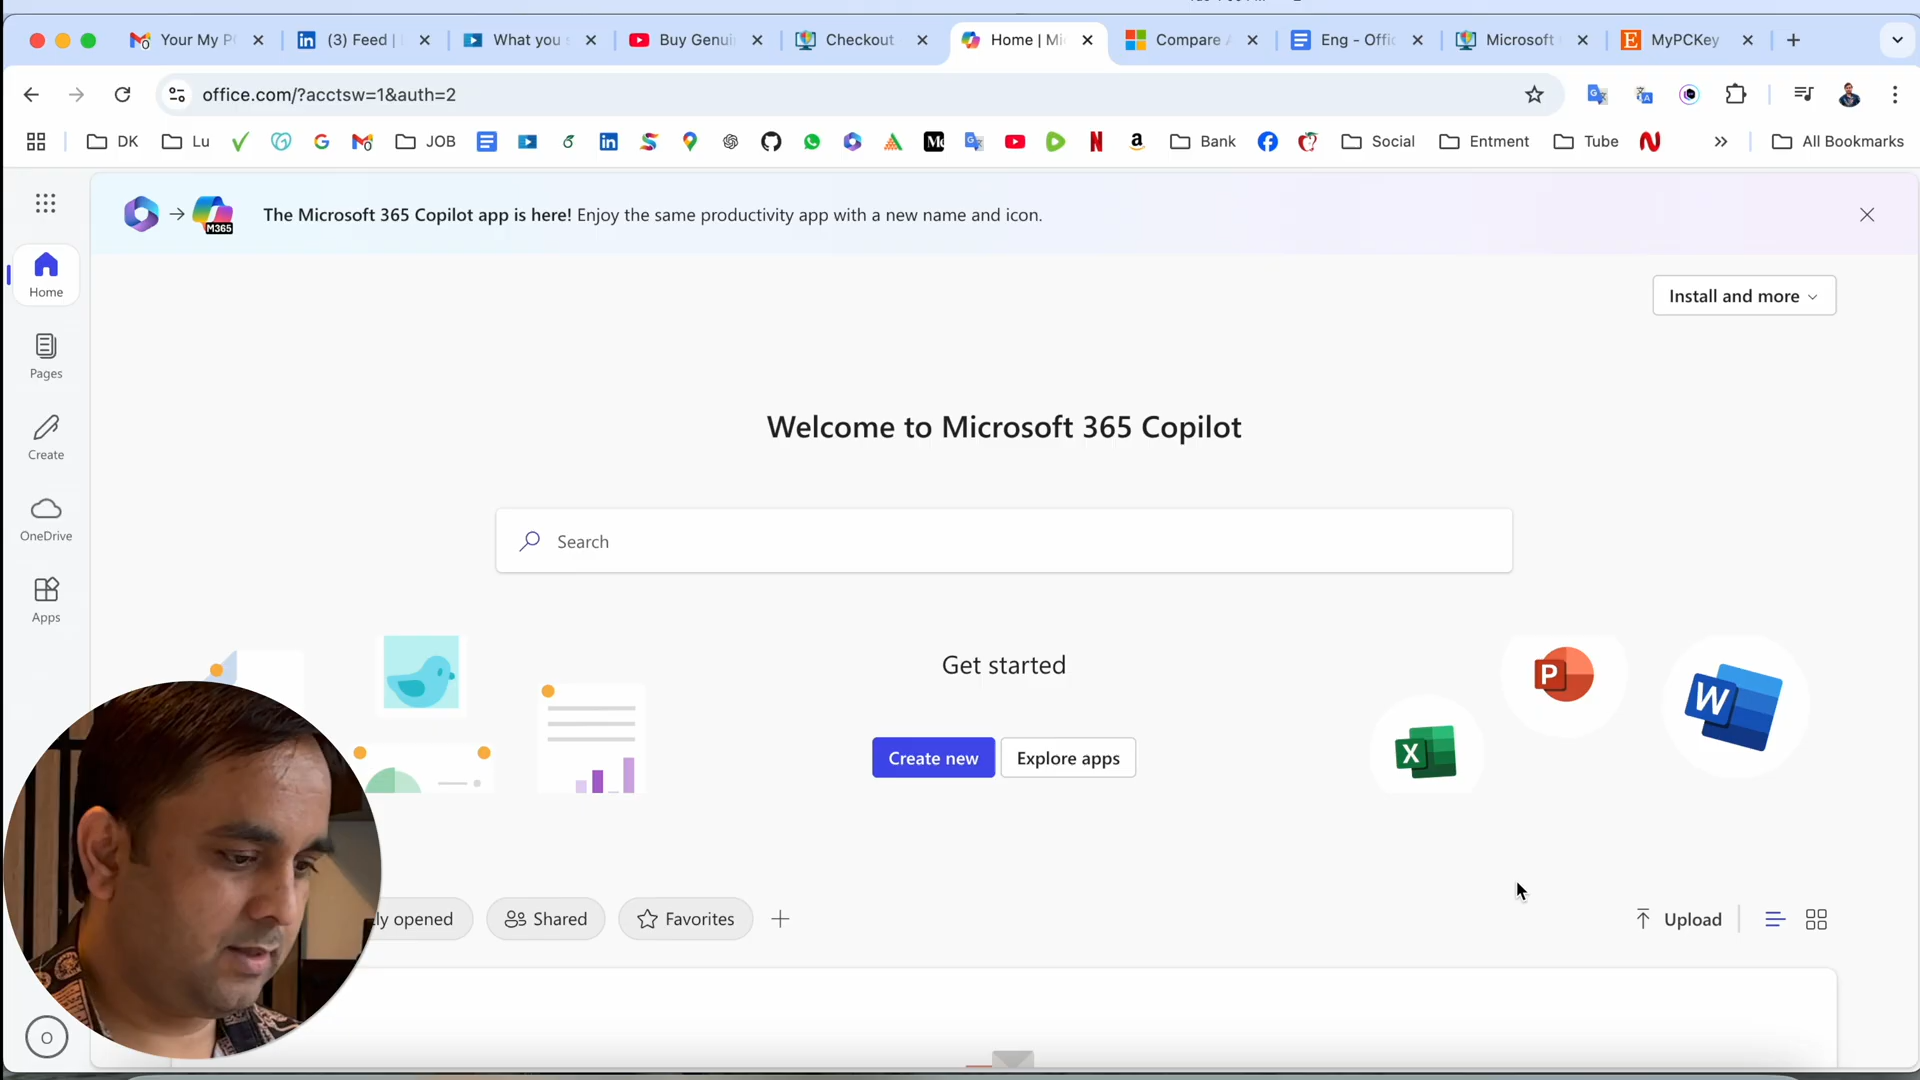 Your My P
(3) Feed |
What you
Buy Genui
Checkout
Home | Mi
Compare
Eng - Offic
Microsoft
MyPCKey
office.com/?acctsw=1&auth=2
DK
Lu
JOB
Bank
Social
Entment
Tube
All Bookmarks
M365
The Microsoft 365 Copilot app is here! Enjoy the same productivity app with a new name and icon.
Install and more
Home
Pages
Create
OneDrive
Apps
Welcome to Microsoft 365 Copilot
Search
Get started
Create new
Explore apps
P
W
X
ly opened
Shared
Favorites
Upload
O